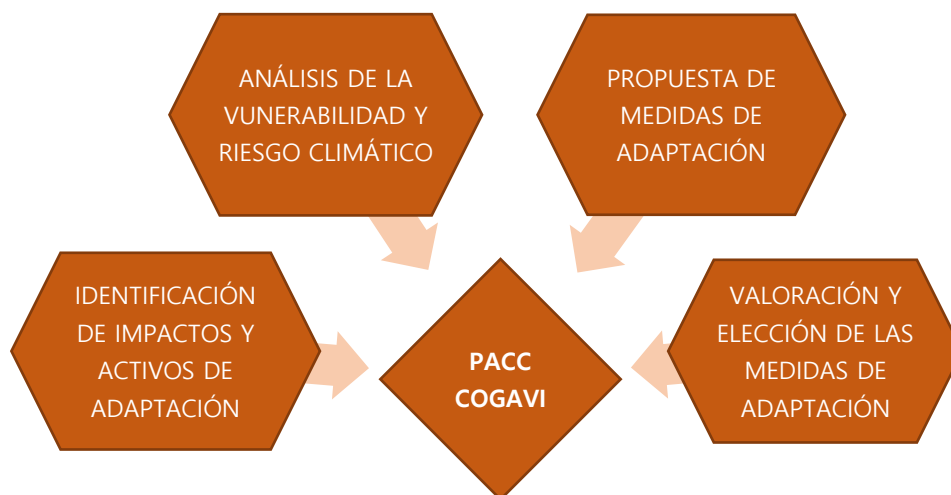 ANÁLISIS DE LA
VUNERABILIDAD Y
RIESGO CLIMÁTICO
PROPUESTA DE
MEDIDAS DE
ADAPTACIÓN
IDENTIFICACIÓN
DE IMPACTOS Y
ACTIVOS DE
ADAPTACIÓN
PACC
COGAVI
VALORACIÓN Y
ELECCIÓN DE LAS
MEDIDAS DE
ADAPTACIÓN